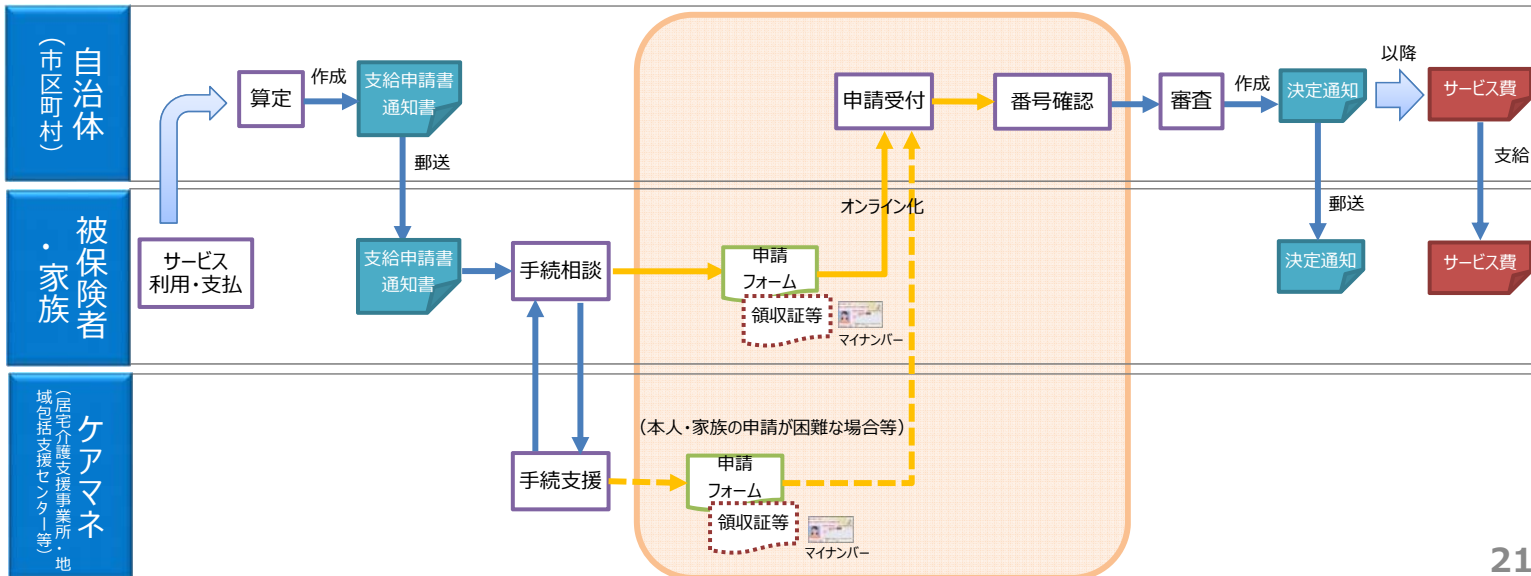 自治体
(市区町村)
算定
作成
支給申請書
通知書
郵送
申請受付
番号確認
審査
作成
決定通知
以降
サービス費
郵送
支給
被保険者
・家族
サービス
利用・支払
支給申請書
通知書
手続相談
オンライン化
申請
フォーム
領収証等
マイナンバー
決定通知
サービス費
ケアマネ
(居宅介護支援事業所・地
域包括支援センター等)
手続支援
(本人・家族の申請が困難な場合等)
申請
フォーム
領収証等
マイナンバー
21